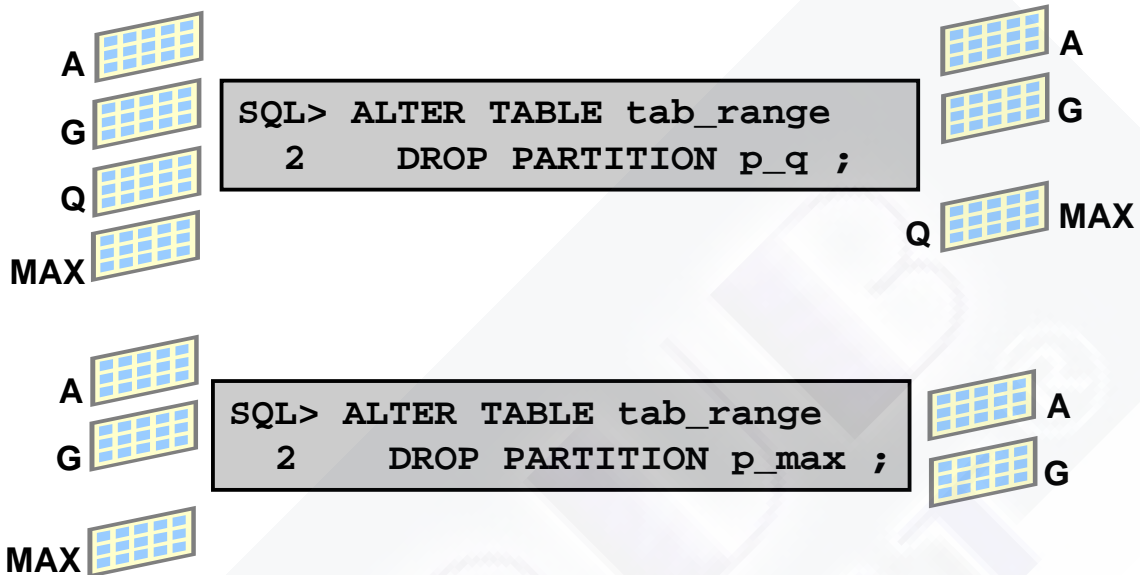 A
G
Q
MAX
SQL> ALTER TABLE tab_range
2 DROP PARTITION p_q ;
A
G
Q MAX
A
G
MAX
SQL> ALTER TABLE tab_range
2 DROP PARTITION p_max ;
A
G